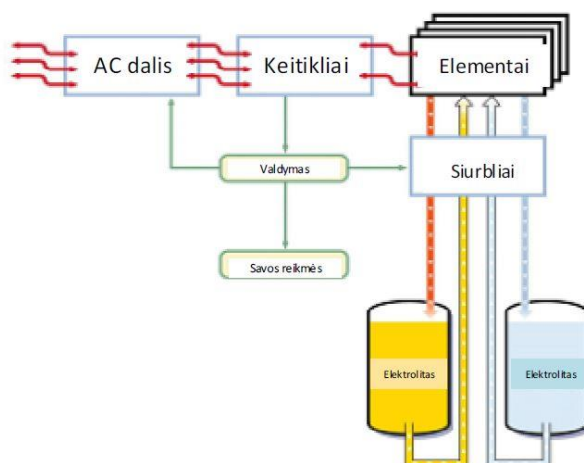 AC dalis
Keitikliai
Elementai
Valdymas
Siurbliai
Savos reikmės
Elektrolitas
Elektrolitas